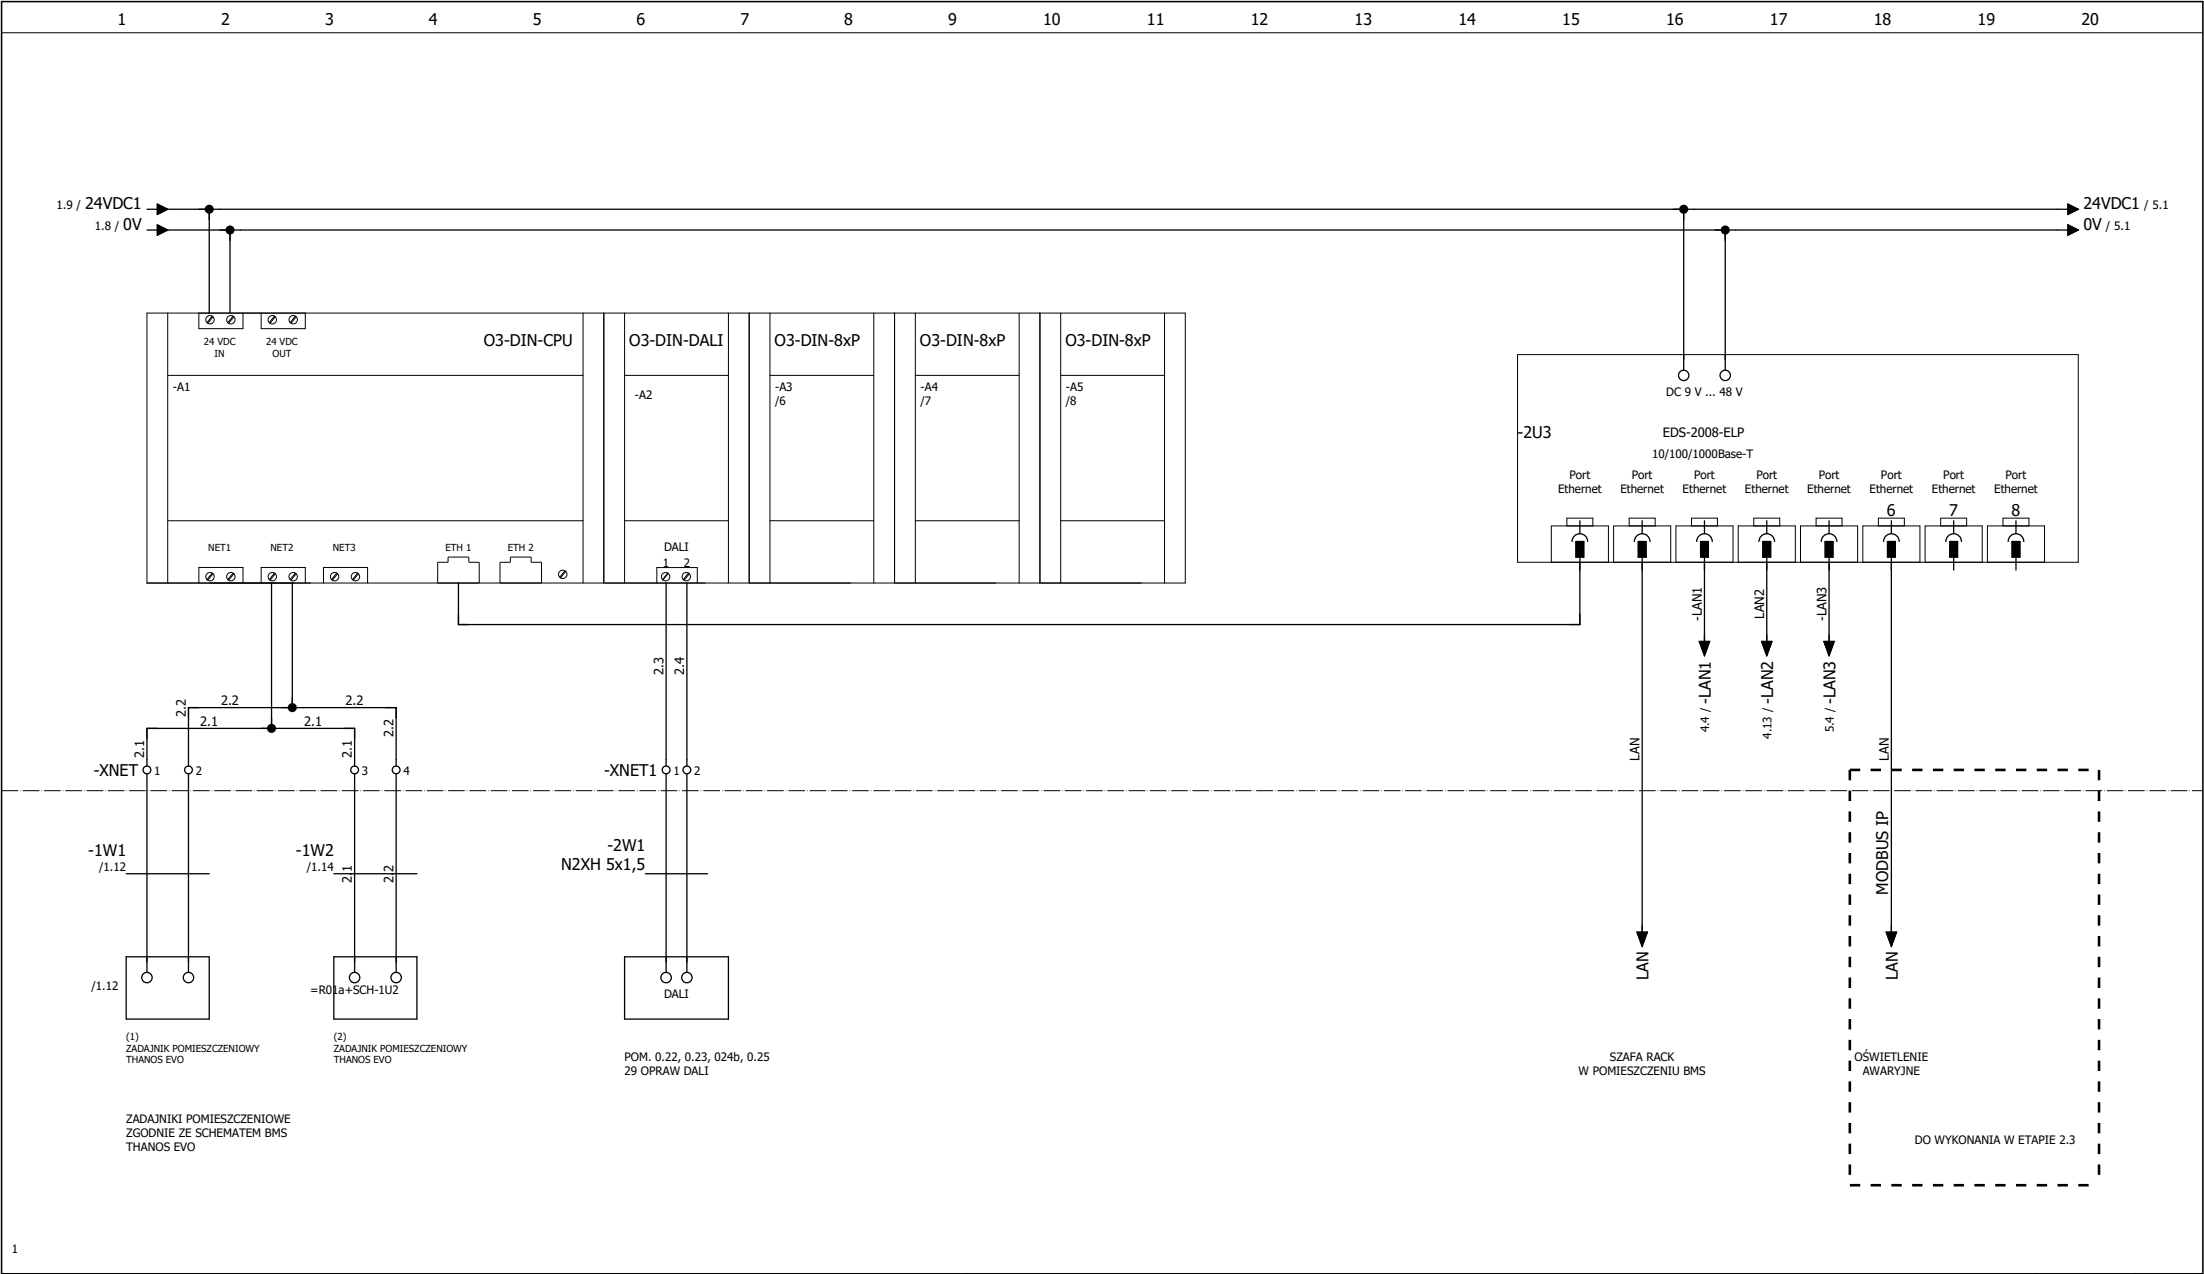 1 2 3 4 5 6 7 8 9 10 11 12 13 14 15 16 17 18 19 20
1.9 / 24VDC1
24VDC1 / 5.1
1.8 / 0V
0V / 5.1
24 VDC
IN
24 VDC
OUT
O3-DIN-CPU
O3-DIN-DALI
O3-DIN-8xP
O3-DIN-8xP
O3-DIN-8xP
-A1
-A2
-A3
/6
-A4
/7
-A5
/8
NET1
NET2
NET3
ETH 1
ETH 2
DALI
1 2
DC 9 V ... 48 V
-2U3
EDS-2008-ELP
10/100/1000Base-T
Port
Ethernet
Port
Ethernet
Port
Ethernet
Port
Ethernet
Port
Ethernet
Port
Ethernet
6
Port
Ethernet
7
Port
Ethernet
8
-LAN1
LAN2
-LAN3
4.4 / -LAN1
4.13 / -LAN2
5.4 / -LAN3
2.3
2.4
2.2
2.2
2.2
2.2
2.1
2.1
2.1
2.1
LAN
LAN
-XNET
1
2
3
4
-XNET1
1
2
-1W1
/1.12
-1W2
/1.14
2.1
2.2
-2W1
N2XH 5x1,5
MODBUS IP
LAN
LAN
/1.12
=R01a+SCH-1U2
DALI
(1)
ZADAJNIK POMIESZCZENIOWY
THANOS EVO
(2)
ZADAJNIK POMIESZCZENIOWY
THANOS EVO
POM. 0.22, 0.23, 024b, 0.25
29 OPRAW DALI
SZAFA RACK
W POMIESZCZENIU BMS
OŚWIETLENIE
AWARYJNE
ZADAJNIKI POMIESZCZENIOWE
ZGODNIE ZE SCHEMATEM BMS
THANOS EVO
DO WYKONANIA W ETAPIE 2.3
1